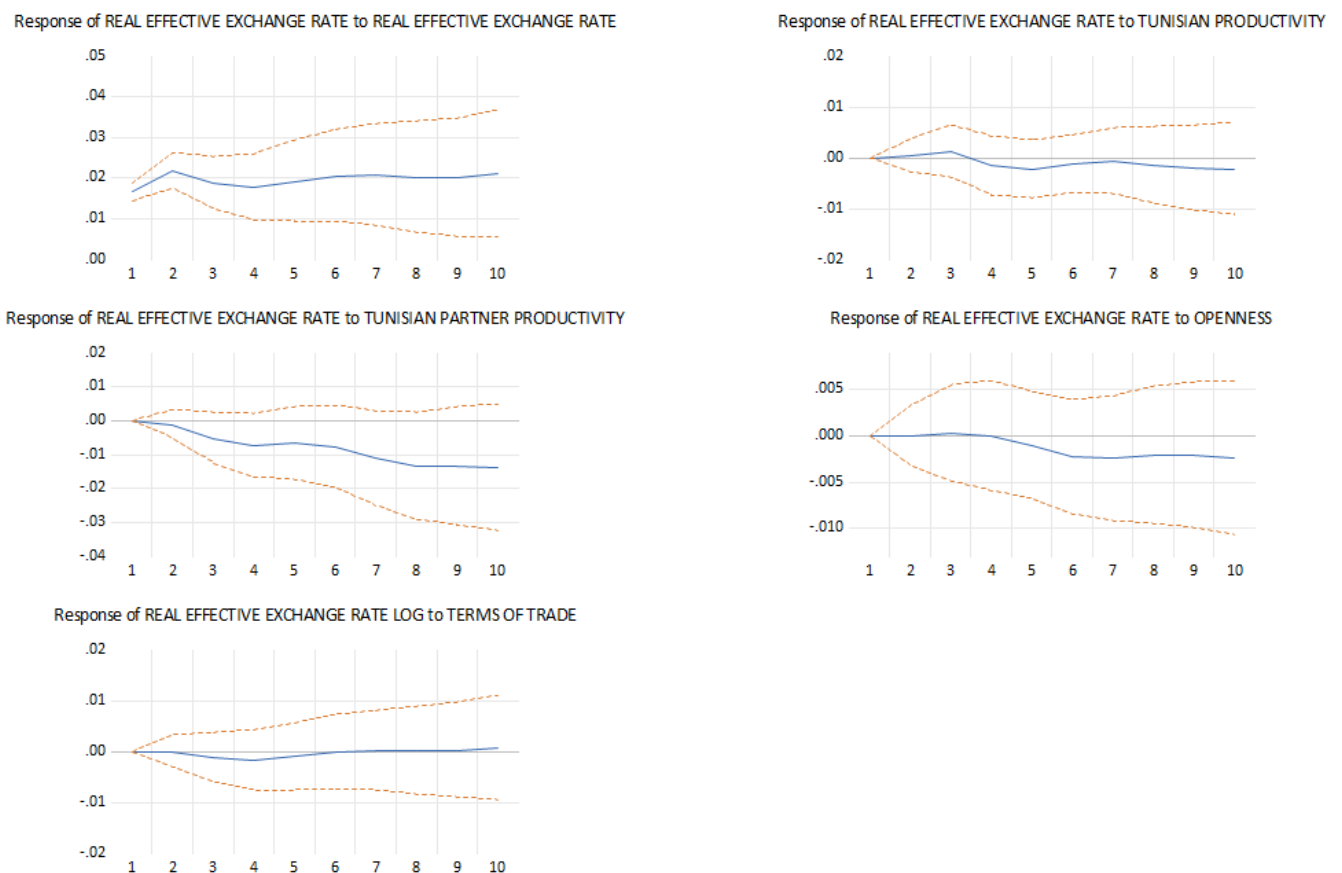 Response of REAL EFFECTIVE EXCHANGE RATE to REAL EFFECTIVE EXCHANGE RATE
.05
.04
.03
.02
.01
.00
1 2 3 4 5 6 7 8 9 10
Response of REAL EFFECTIVE EXCHANGE RATE to TUNISIAN PRODUCTIVITY
.02
.01
.00
-.01
-.02
1 2 3 4 5 6 7 8 9 10
Response of REAL EFFECTIVE EXCHANGE RATE to TUNISIAN PARTNER PRODUCTIVITY
.02
.01
.00
-.01
-.02
-.03
-.04
1 2 3 4 5 6 7 8 9 10
Response of REAL EFFECTIVE EXCHANGE RATE to OPENNESS
.005
.000
-.005
-.010
1 2 3 4 5 6 7 8 9 10
Response of REAL EFFECTIVE EXCHANGE RATE LOG to TERMS OF TRADE
.02
.01
.00
-.01
-.02
1 2 3 4 5 6 7 8 9 10